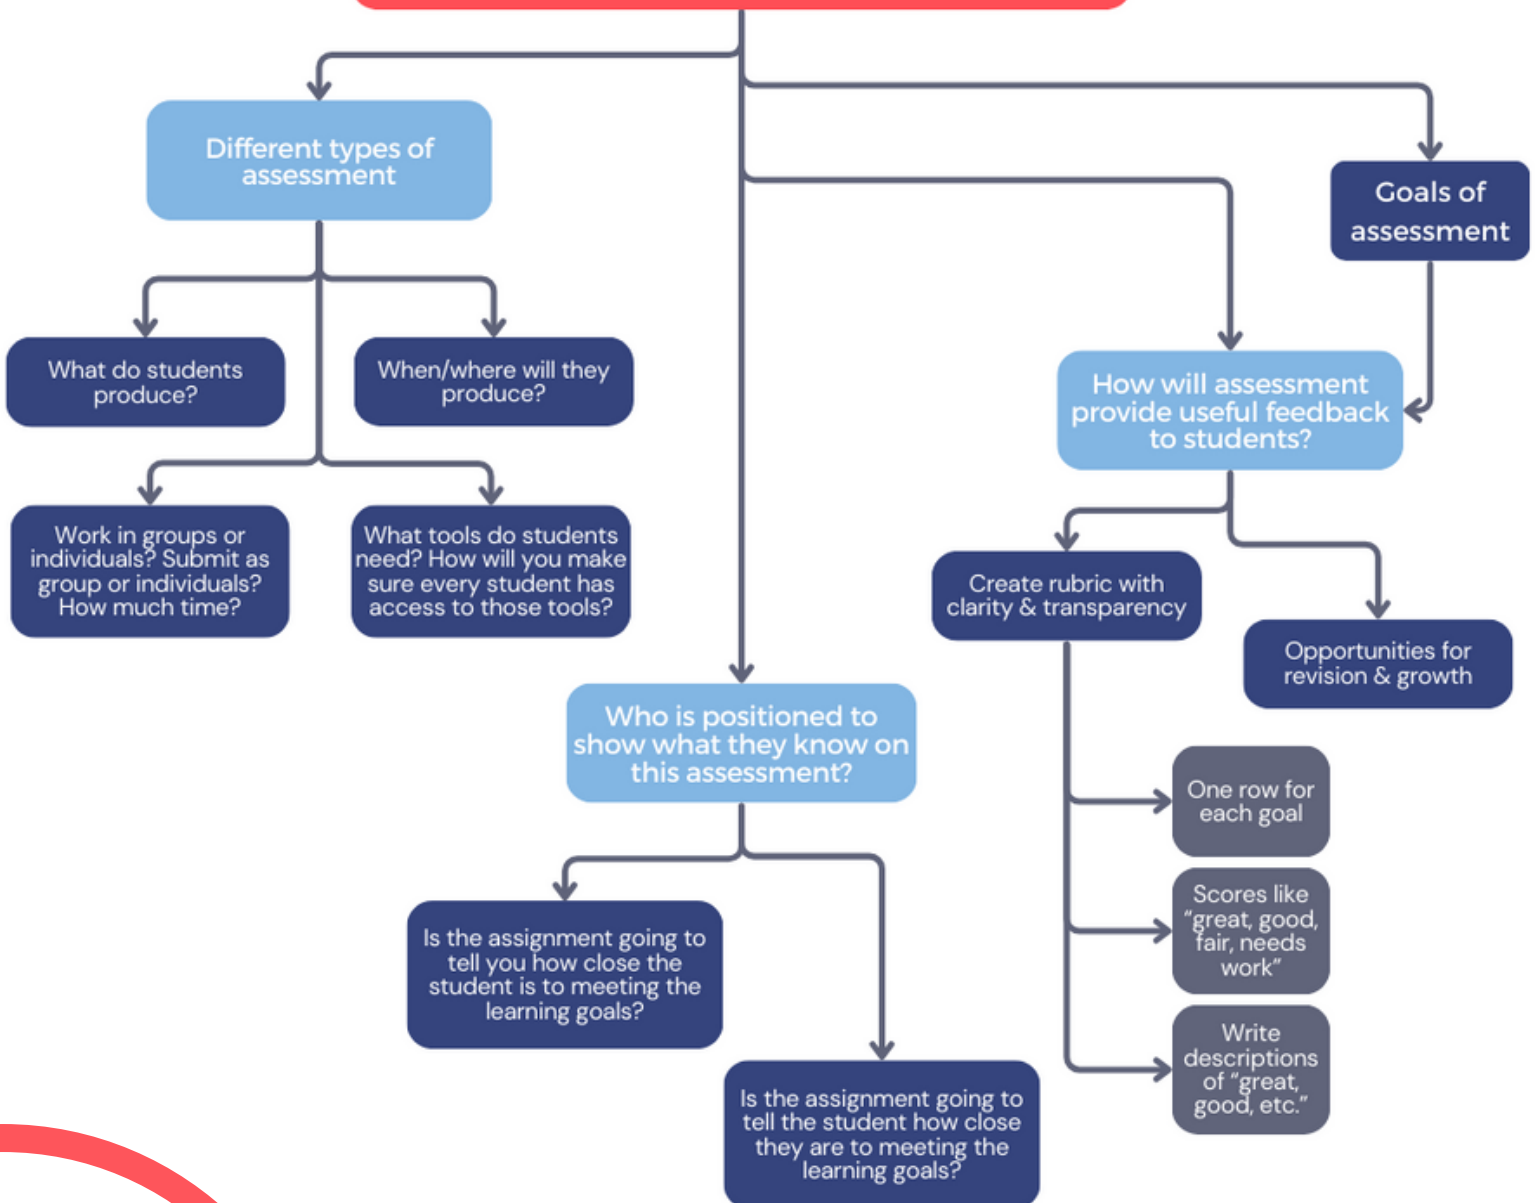 Different types of
assessment
Goals of
assessment
What do students
produce?
When/where will they
produce?
How will assessment
provide useful feedback
to students?
Work in groups or
individuals? Submit as
group or individuals?
How much time?
What tools do students
need? How will you make
sure every student has
access to those tools?
Create rubric with
clarity & transparency
Opportunities for
revision & growth
Who is positioned to
show what they know on
this assessment?
One row for
each goal
Scores like
“great, good,
fair, needs
work”
Is the assignment going to
tell you how close the
student is to meeting the
learning goals?
Write
descriptions
of “great,
good, etc.”
Is the assignment going to
tell the student how close
they are to meeting the
learning goals?